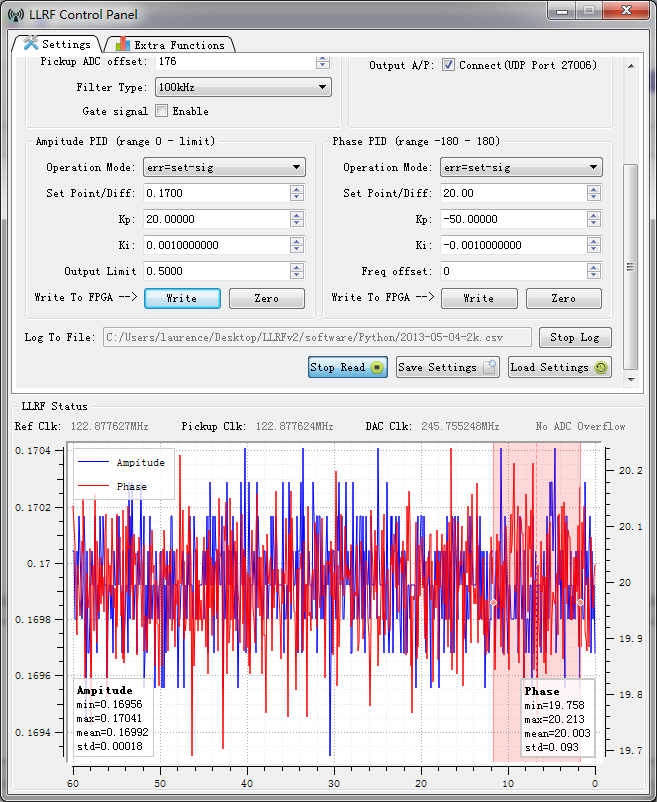 LLRF Control Panel
Settings Extra Functions
Pickup ADC offset: 176 Output A/P: Connect(UDP Port 27006)
Filter Type: 100kHz
Gate signal Enable
Amplitude PID (range 0 - limit) Phase PID (range -180 - 180)
Operation Mode: err=set-sig Operation Mode: err=set-sig
Set Point/Diff: 0.1700 Set Point/Diff: 20.00
Kp: 20.00000 Kp: -50.00000
Ki: 0.0010000000 Ki: -0.0010000000
Output Limit 0.5000 Freq offset: 0
Write To FPGA --> Write Zero Write To FPGA --> Write Zero
Log To File: C:/Users/laurence/Desktop/LLRFv2/software/Python/2013-05-04-2k.csv Stop Log
Stop Read Save Settings Load Settings
LLRF Status
Ref Clk: 122.877627MHz Pickup Clk: 122.877624MHz DAC Clk: 245.755248MHz No ADC Overflow
0.1704
Amplitude
20.2
Phase
0.1702
20.1
0.17
20
0.1698
19.9
0.1696
19.8
0.1694
19.7
Amplitude
min=0.16956
max=0.17041
mean=0.16992
std=0.00018
Phase
min=19.758
max=20.213
mean=20.003
std=0.093
60 50 40 30 20 10 0